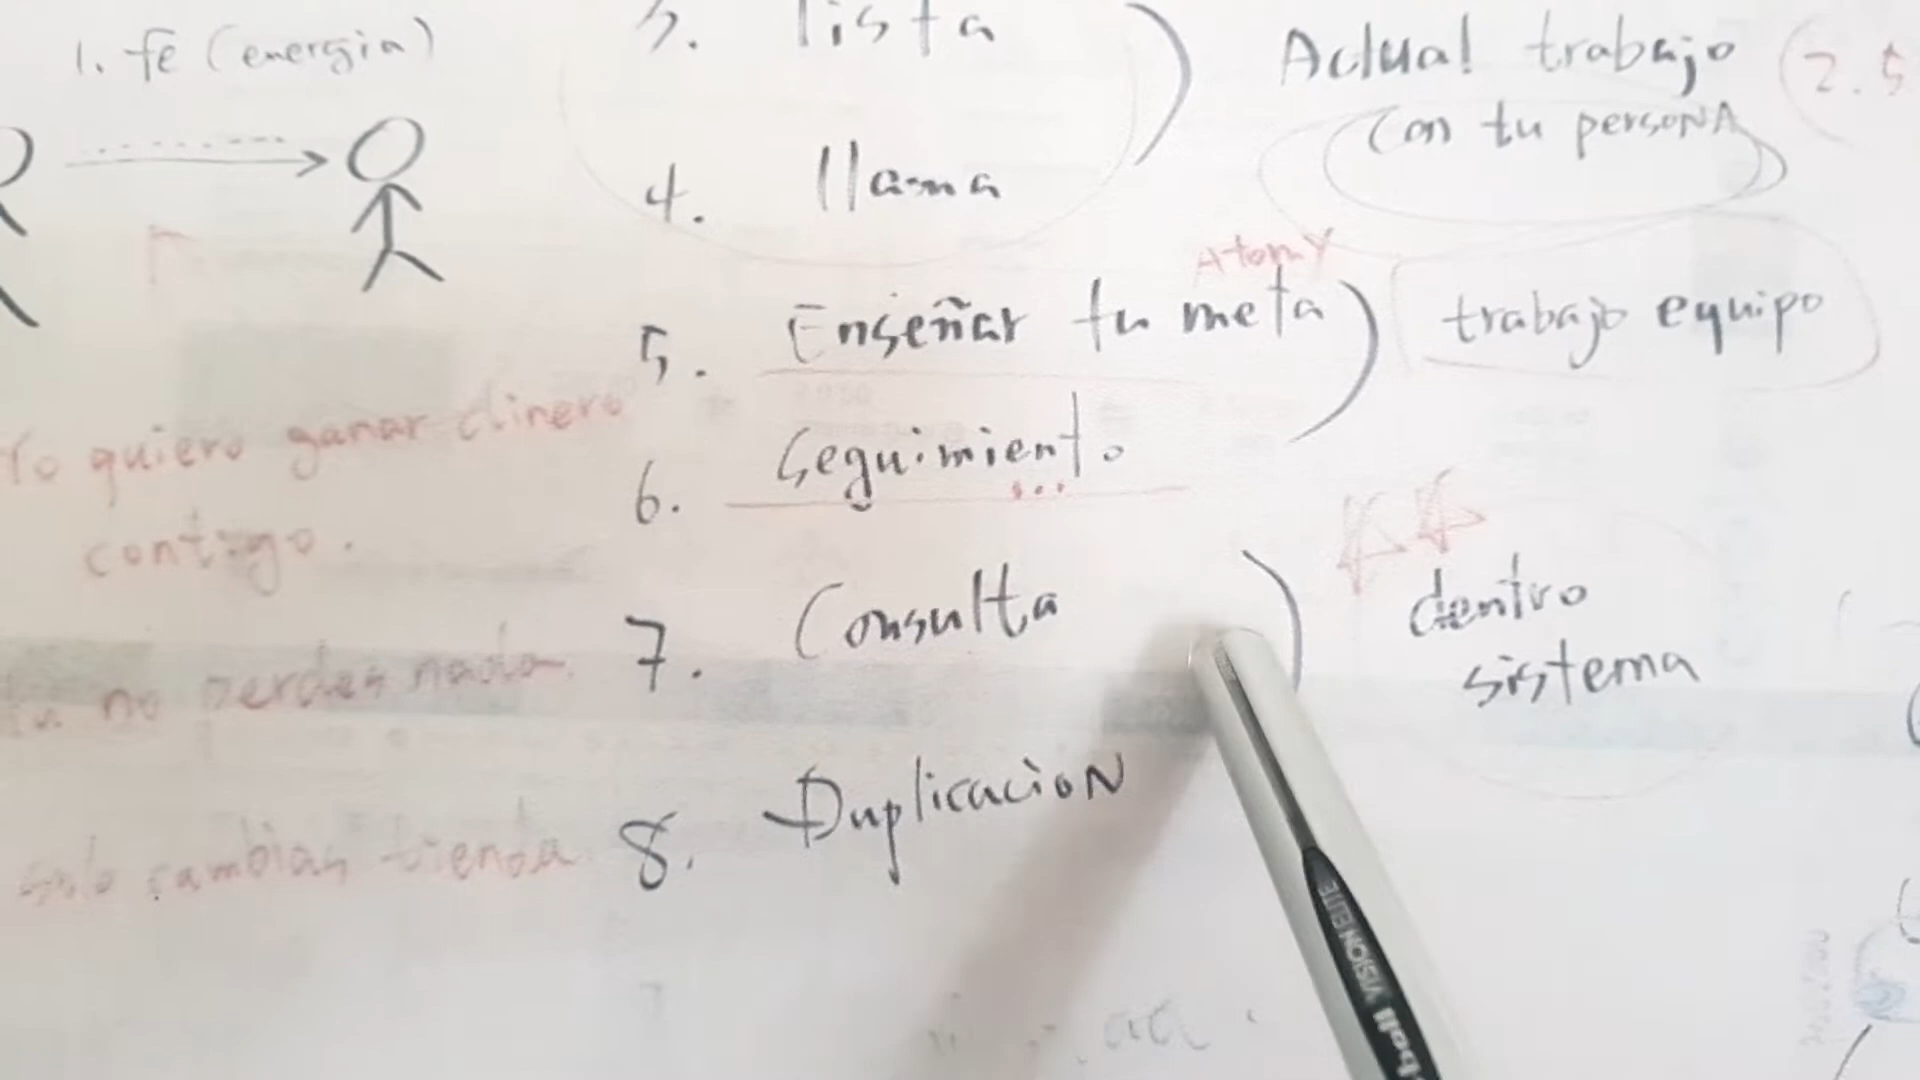 1. fe (energia)
3. lista
4. llama
Actual trabajo
con tu persoNA
2.5
Atomy
5. Enseñar tu meta
trabajo equipo
6. Seguimiento
Yo quiero ganar dinero
contigo.
7. Consulta
dentro
sistema
no perdes nada.
8. DuplicacioN
solo cambias tienda
VISION ELITE